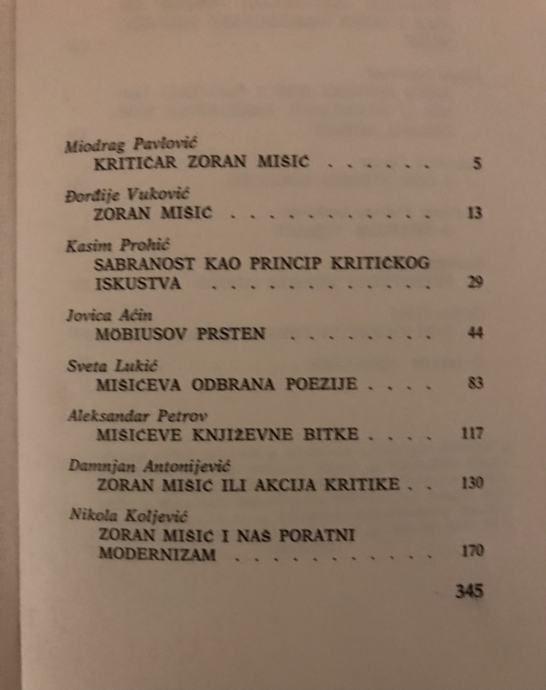 Miodrag Pavlović
KRITIČAR ZORAN MIŠIĆ . . . . . . 5
Đorđije Vuković
ZORAN MIŠIĆ . . . . . . . . . . . 13
Kasim Prohić
SABRANOST KAO PRINCIP KRITIČKOG
ISKUSTVA . . . . . . . . . . . . 29
Jovica Aćin
MÖBIUSOV PRSTEN . . . . . . . . 44
Sveta Lukić
MIŠIĆEVA ODBRANA POEZIJE . . . . 83
Aleksandar Petrov
MIŠIĆEVE KNJIŽEVNE BITKE . . . . 117
Damnjan Antonijević
ZORAN MIŠIĆ ILI AKCIJA KRITIKE . . 130
Nikola Koljević
ZORAN MIŠIĆ I NAŠ PORATNI
MODERNIZAM . . . . . . . . . . . 170
345